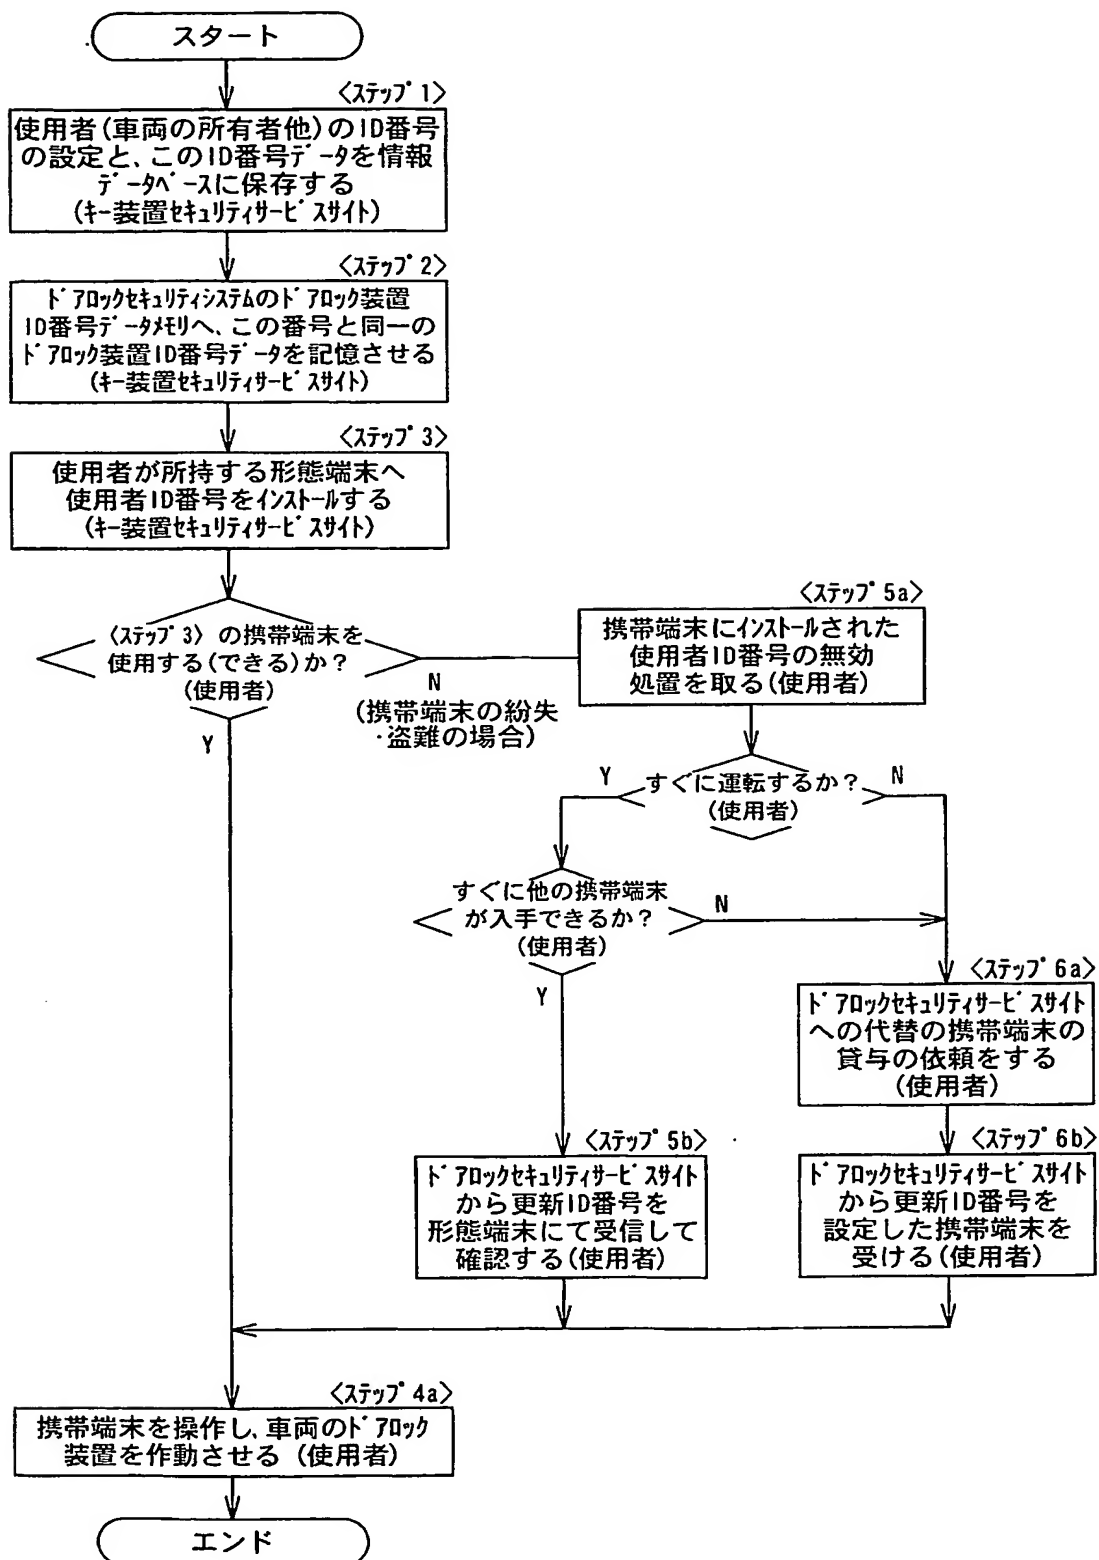 スタート
〈ステップ1〉
使用者(車両の所有者他)のID番号
の設定と、このID番号データを情報
データベースに保存する
(キー装置セキュリティサービスサイト)
〈ステップ2〉
ドアロックセキュリティシステムのドアロック装置
ID番号データメモリへ、この番号と同一の
ドアロック装置ID番号データを記憶させる
(キー装置セキュリティサービスサイト)
〈ステップ3〉
使用者が所持する形態端末へ
使用者ID番号をインストールする
(キー装置セキュリティサービスサイト)
〈ステップ3〉の携帯端末を
使用する(できる)か?
(使用者)
N
(携帯端末の紛失
・盗難の場合)
Y
〈ステップ5a〉
携帯端末にインストールされた
使用者ID番号の無効
処置を取る(使用者)
Y
すぐに運転するか?
(使用者)
N
すぐに他の携帯端末
が入手できるか?
(使用者)
N
Y
〈ステップ6a〉
ドアロックセキュリティサービスサイト
への代替の携帯端末の
貸与の依頼をする
(使用者)
〈ステップ5b〉
ドアロックセキュリティサービスサイト
から更新ID番号を
形態端末にて受信して
確認する(使用者)
〈ステップ6b〉
ドアロックセキュリティサービスサイト
から更新ID番号を
設定した携帯端末を
受ける(使用者)
〈ステップ4a〉
携帯端末を操作し、車両のドアロック
装置を作動させる(使用者)
エンド